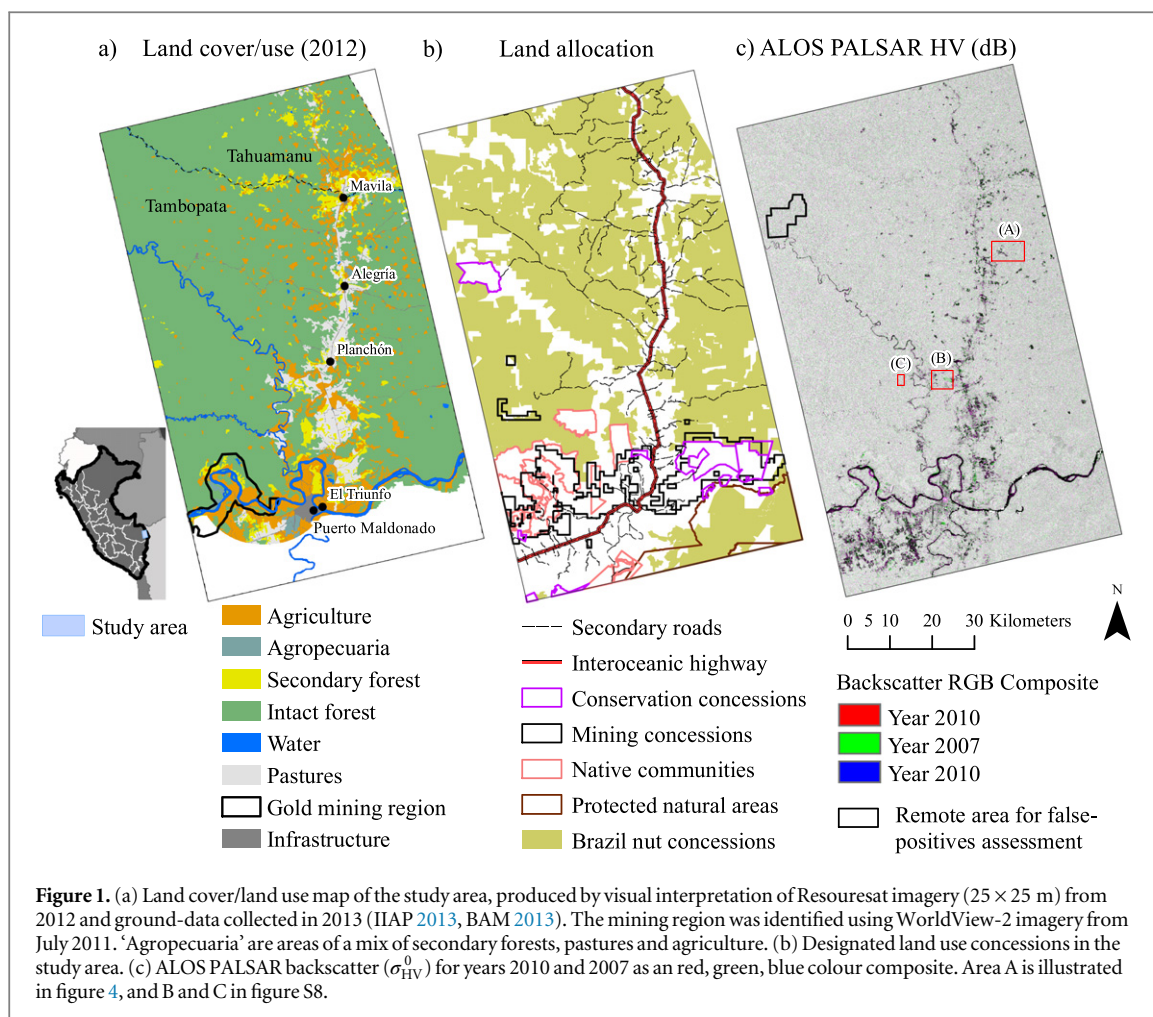 a) Land cover/use (2012)
b) Land allocation
c) ALOS PALSAR HV (dB)
Tahuamanu
Tambopata
Mavila
Alegría
Planchón
El Triunfo
Puerto Maldonado
(A)
(B)
(C)
Study area
Agriculture
Agropecuaria
Secondary forest
Intact forest
Water
Pastures
Gold mining region
Infrastructure
Secondary roads
Interoceanic highway
Conservation concessions
Mining concessions
Native communities
Protected natural areas
Brazil nut concessions
N
0 5 10 20 30 Kilometers
Backscatter RGB Composite
Year 2010
Year 2007
Year 2010
Remote area for false-
positives assessment
Figure 1. (a) Land cover/land use map of the study area, produced by visual interpretation of Resouresat imagery (25 × 25 m) from
2012 and ground-data collected in 2013 (IIAP 2013, BAM 2013). The mining region was identified using WorldView-2 imagery from
July 2011. ‘Agropecuaria’ are areas of a mix of secondary forests, pastures and agriculture. (b) Designated land use concessions in the
study area. (c) ALOS PALSAR backscatter (σ⁰HV) for years 2010 and 2007 as an red, green, blue colour composite. Area A is illustrated
in figure 4, and B and C in figure S8.